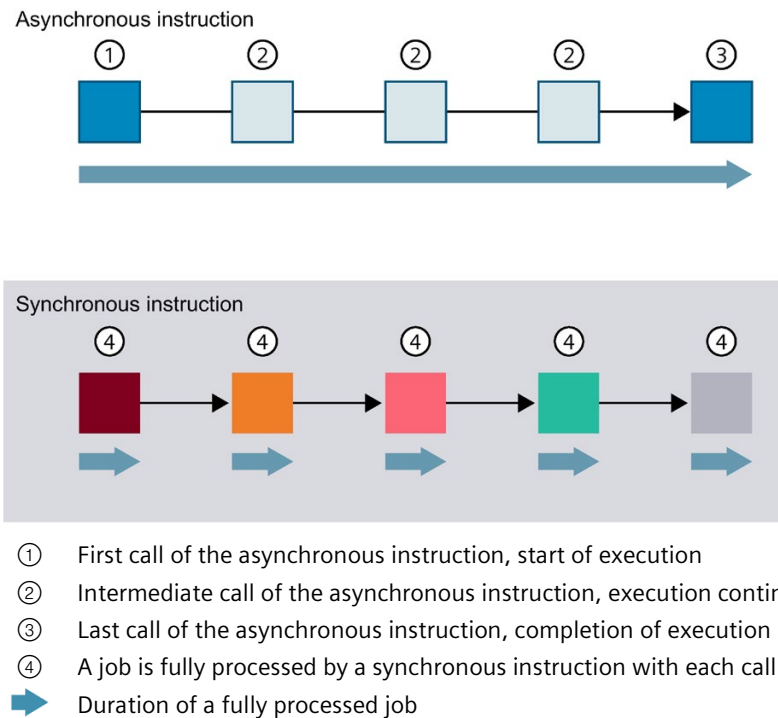 Asynchronous instruction
① ② ② ② ③
Synchronous instruction
④ ④ ④ ④ ④
① First call of the asynchronous instruction, start of execution
② Intermediate call of the asynchronous instruction, execution
③ Last call of the asynchronous instruction, completion of execution
④ A job is fully processed by a synchronous instruction with each call
Duration of a fully processed job